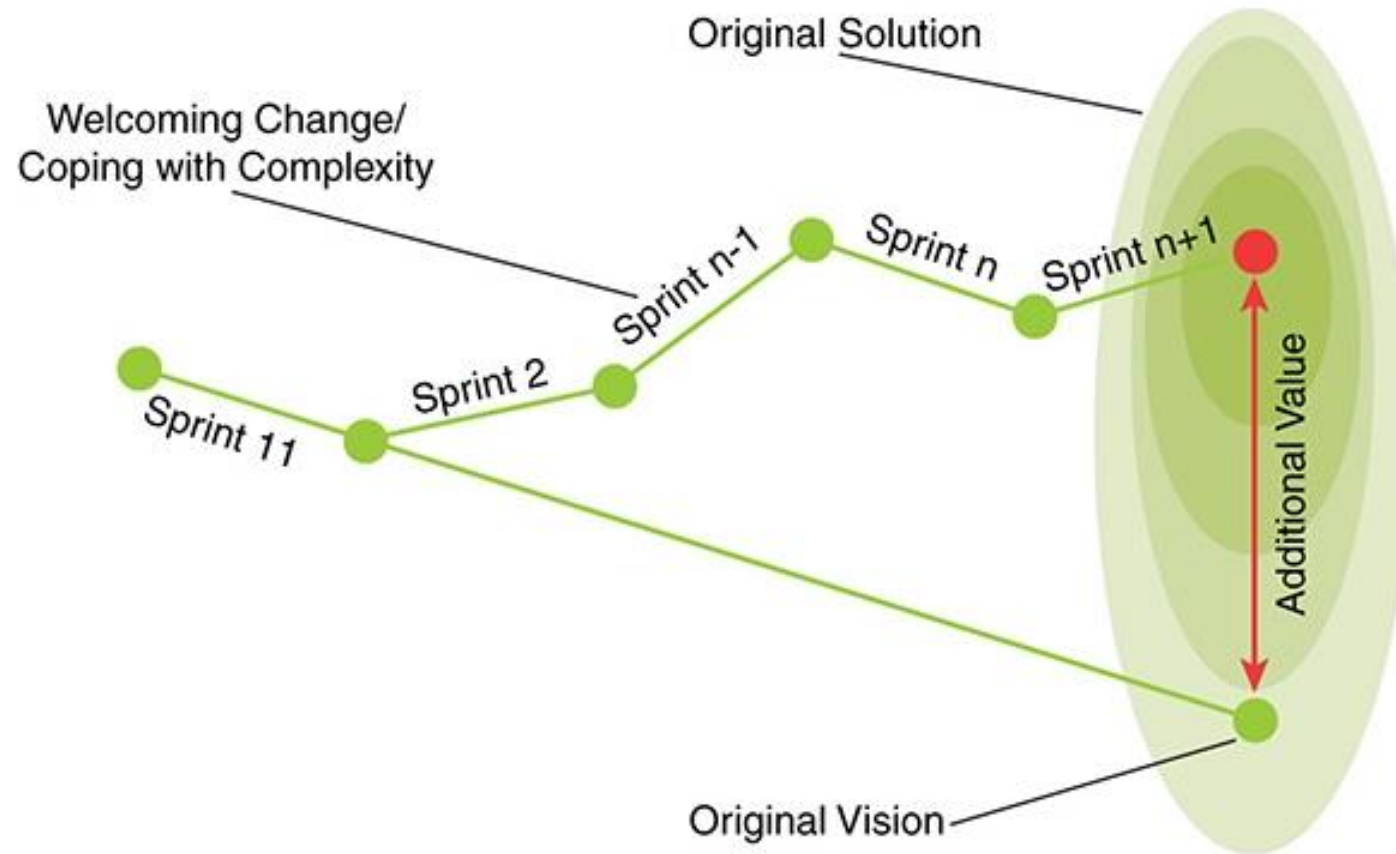 Original Solution
Welcoming Change/
Coping with Complexity
Sprint 11
Sprint 2
Sprint n-1
Sprint n
Sprint n+1
Additional Value
Original Vision